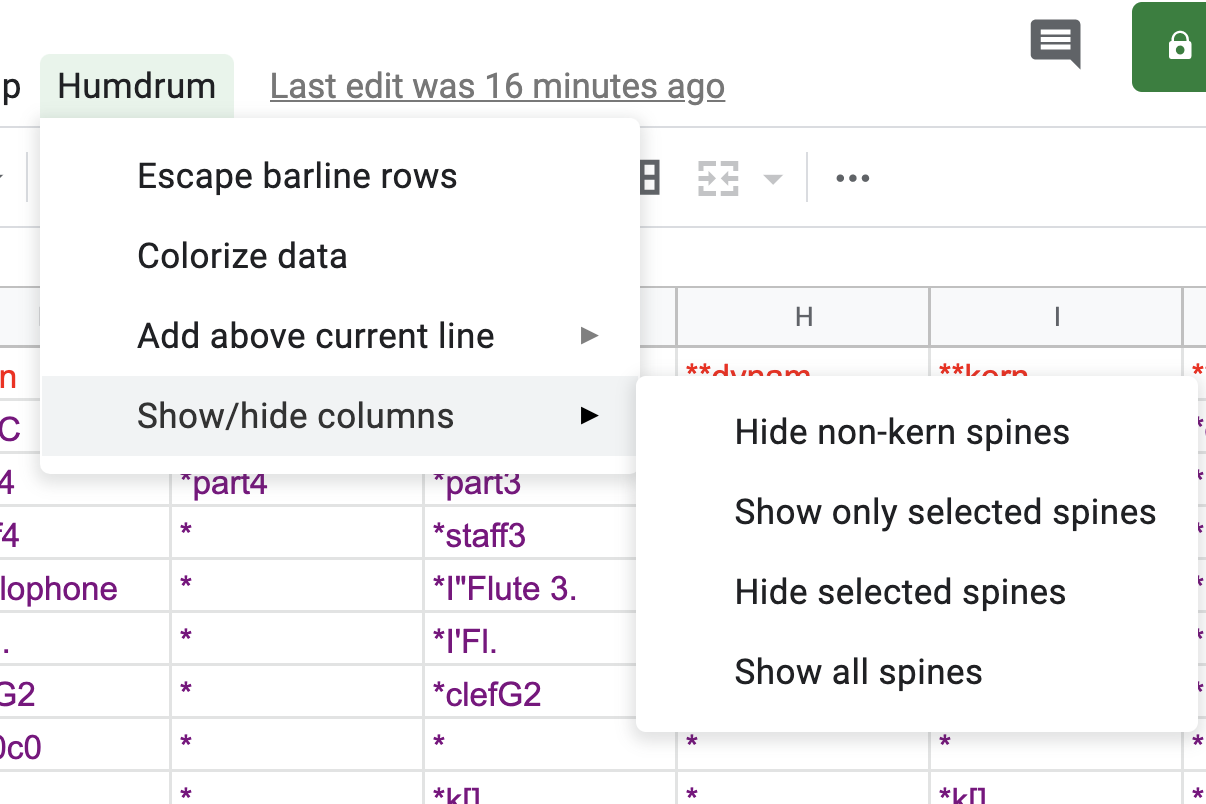 p Humdrum Last edit was 16 minutes ago
Escape barline rows
Colorize data
Add above current line
Show/hide columns
Hide non-kern spines
Show only selected spines
Hide selected spines
Show all spines
H I
n **dynam **kern *
C
4 *part4 *part3
f4 * *staff3
lophone * *I"Flute 3.
. * *I'Fl.
G2 * *clefG2
0c0 * * * * *
* *k[] * *k[] *